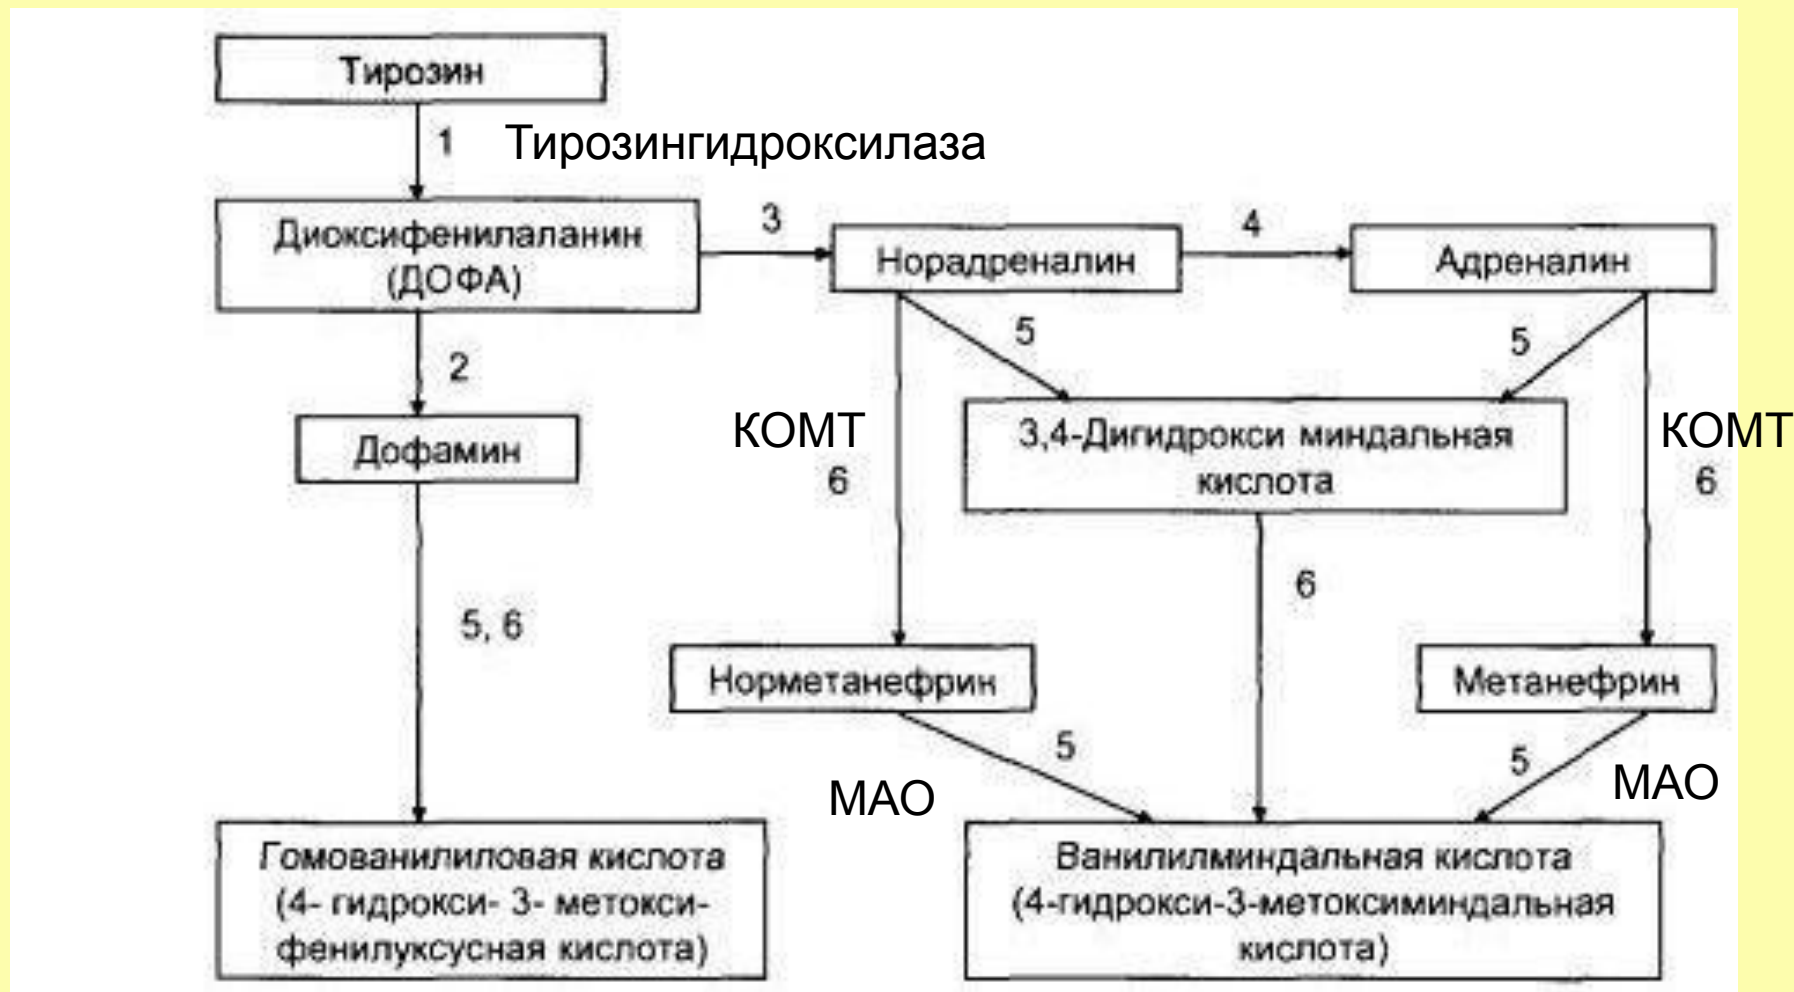 Тирозин
1 Тирозингидроксилаза
Диоксифенилаланин
(ДОФА)
3
Норадреналин
4
Адреналин
2
5
5
Дофамин
КОМТ
6
3,4-Дигидрокси миндальная
кислота
КОМТ
6
5, 6
6
Норметанефрин
Метанефрин
5
МАО
5
МАО
Гомованилиловая кислота
(4- гидрокси- 3- метокси-
фенилуксусная кислота)
Ванилилминдальная кислота
(4-гидрокси-3-метоксиминдальная
кислота)